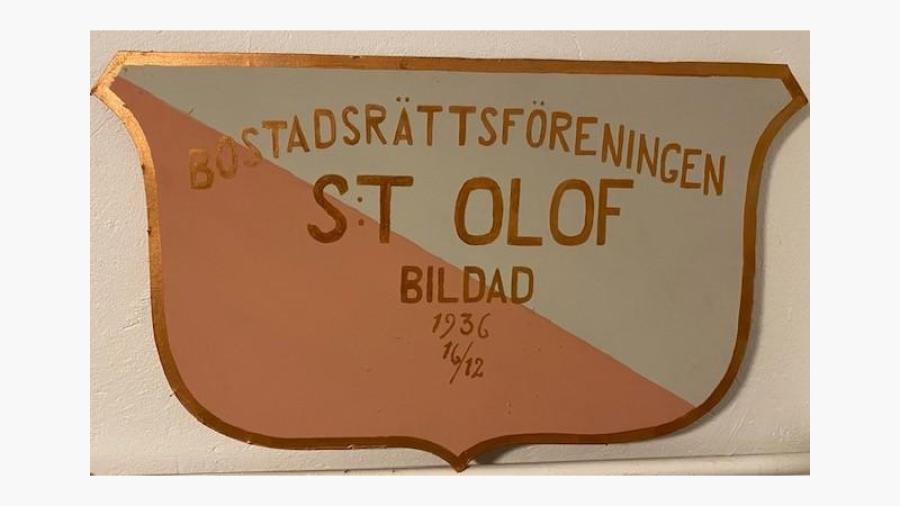 BOSTADSRÄTTSFÖRENINGEN
S:T OLOF
BILDAD
1936
16/12